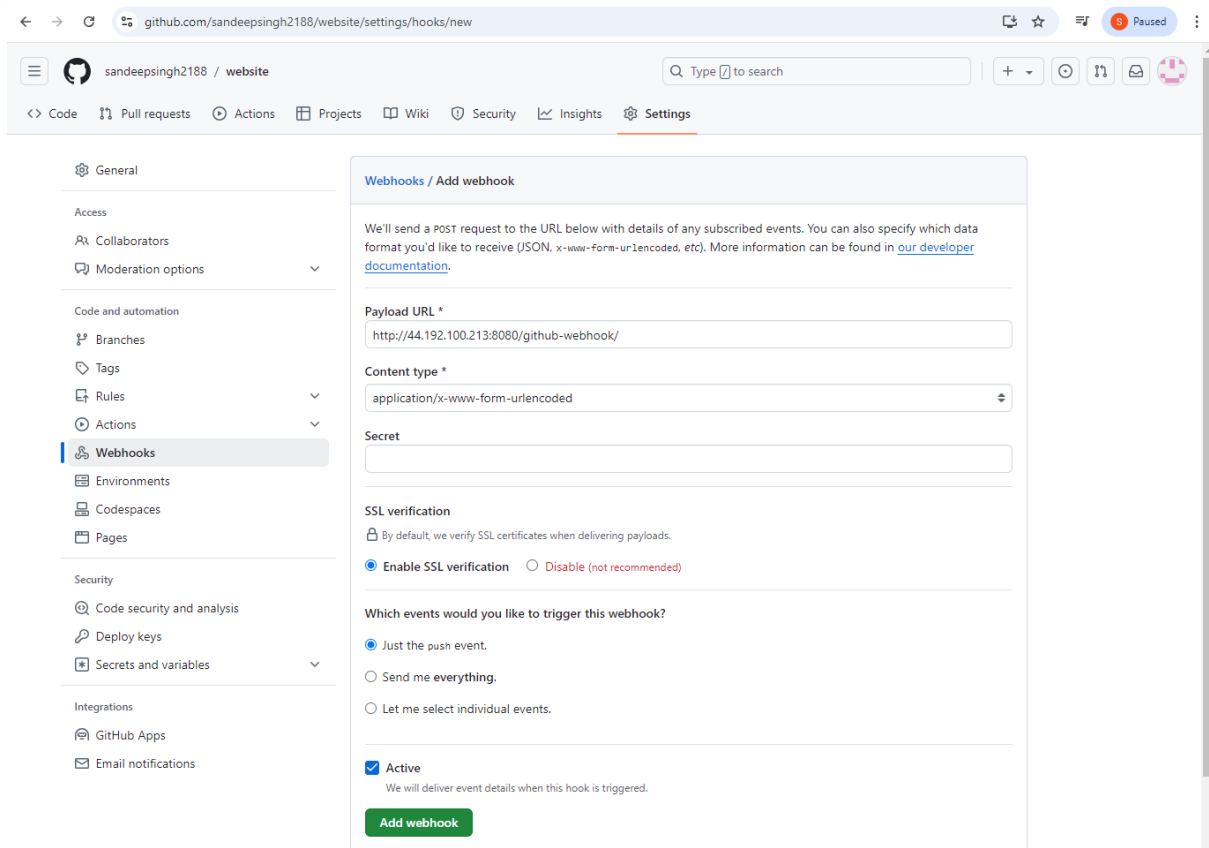 github.com/sandeepsingh2188/website/settings/hooks/new
S Paused
sandeepsingh2188 / website
Type / to search
Code Pull requests Actions Projects Wiki Security Insights Settings
General
Access
Collaborators
Moderation options
Code and automation
Branches
Tags
Rules
Actions
Webhooks
Environments
Codespaces
Pages
Security
Code security and analysis
Deploy keys
Secrets and variables
Integrations
GitHub Apps
Email notifications
Webhooks / Add webhook
We'll send a POST request to the URL below with details of any subscribed events. You can also specify which data
format you'd like to receive (JSON, x-www-form-urlencoded, etc). More information can be found in our developer
documentation.
Payload URL *
http://44.192.100.213:8080/github-webhook/
Content type *
application/x-www-form-urlencoded
Secret
SSL verification
By default, we verify SSL certificates when delivering payloads.
Enable SSL verification Disable (not recommended)
Which events would you like to trigger this webhook?
Just the push event.
Send me everything.
Let me select individual events.
Active
We will deliver event details when this hook is triggered.
Add webhook